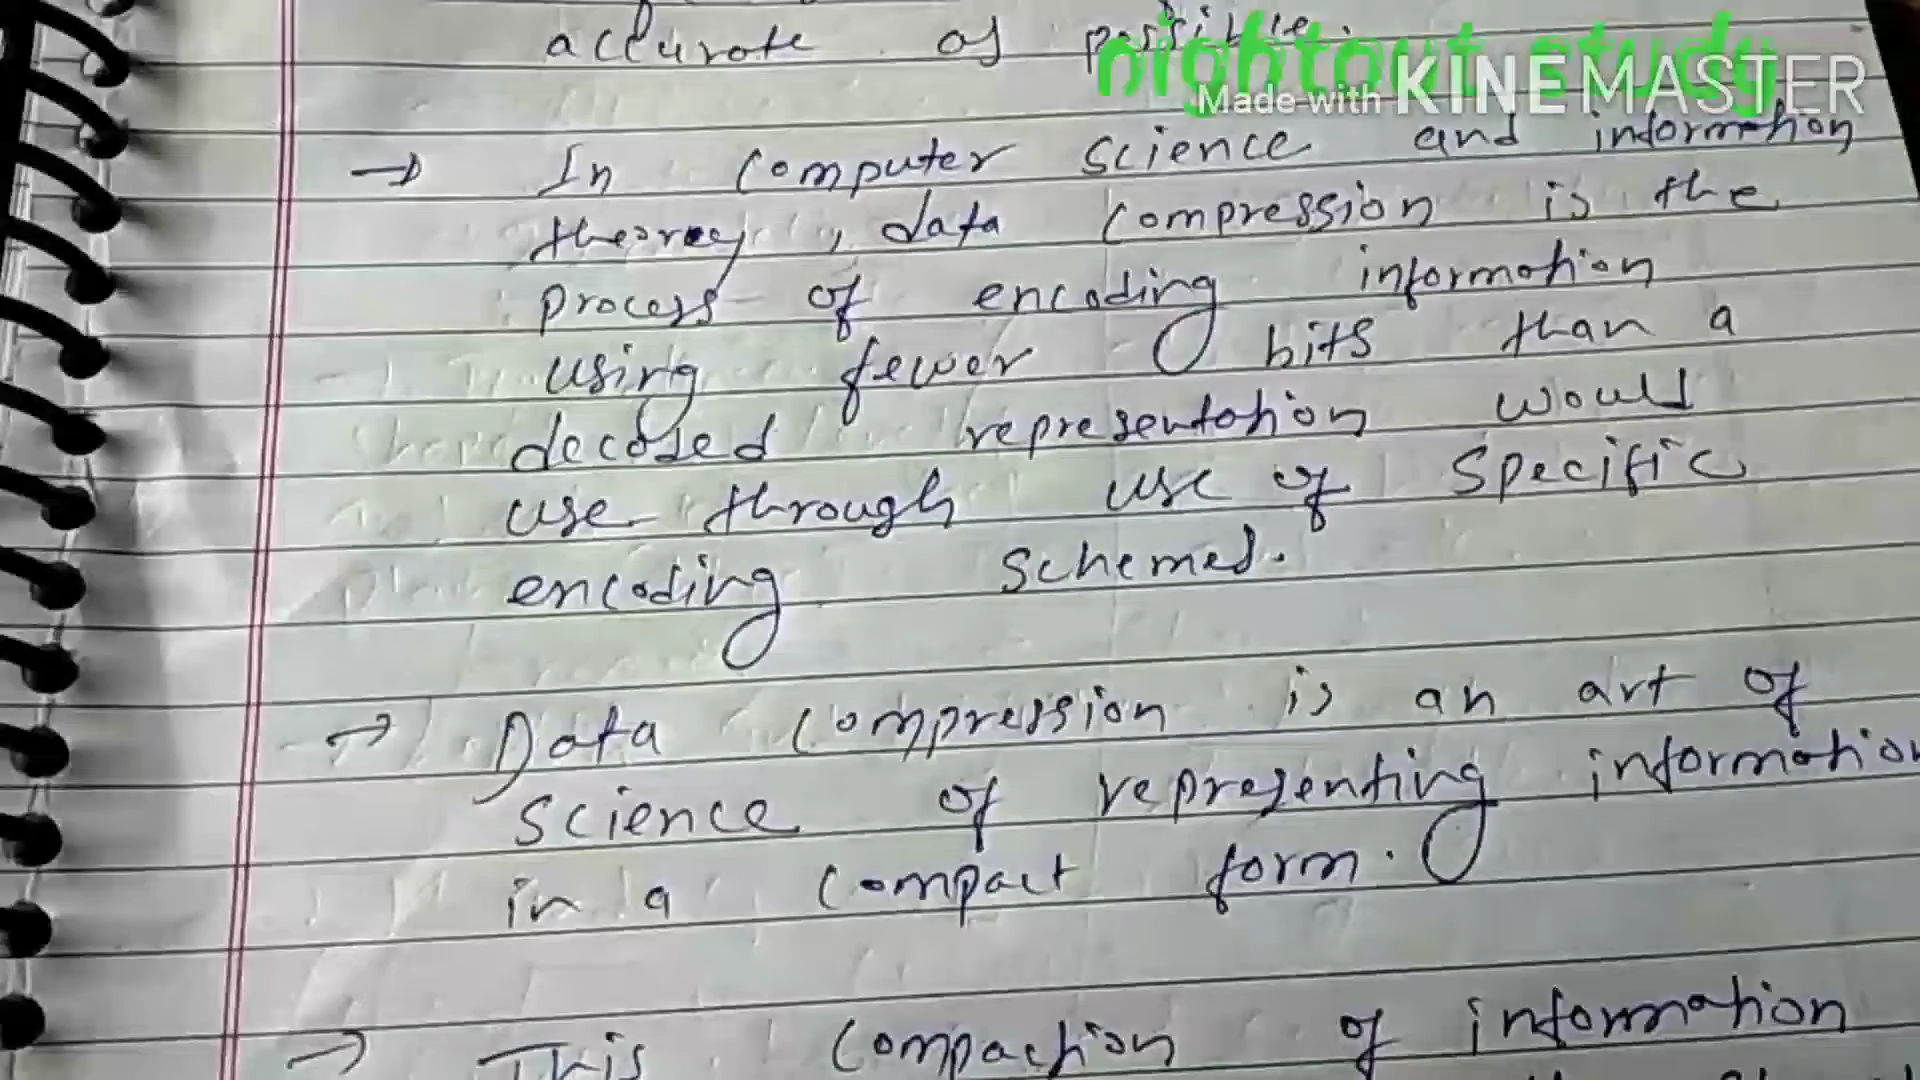 accurate as possible.
nightout study
Made with KINEMASTER
→ In computer science and information
theorey, data compression is the
process of encoding information
using fewer bits than a
decoded representation would
use through use of specific
encoding schemed.
→ Data compression is an art of
science of representing information
in a compact form.
→ This compaction of information